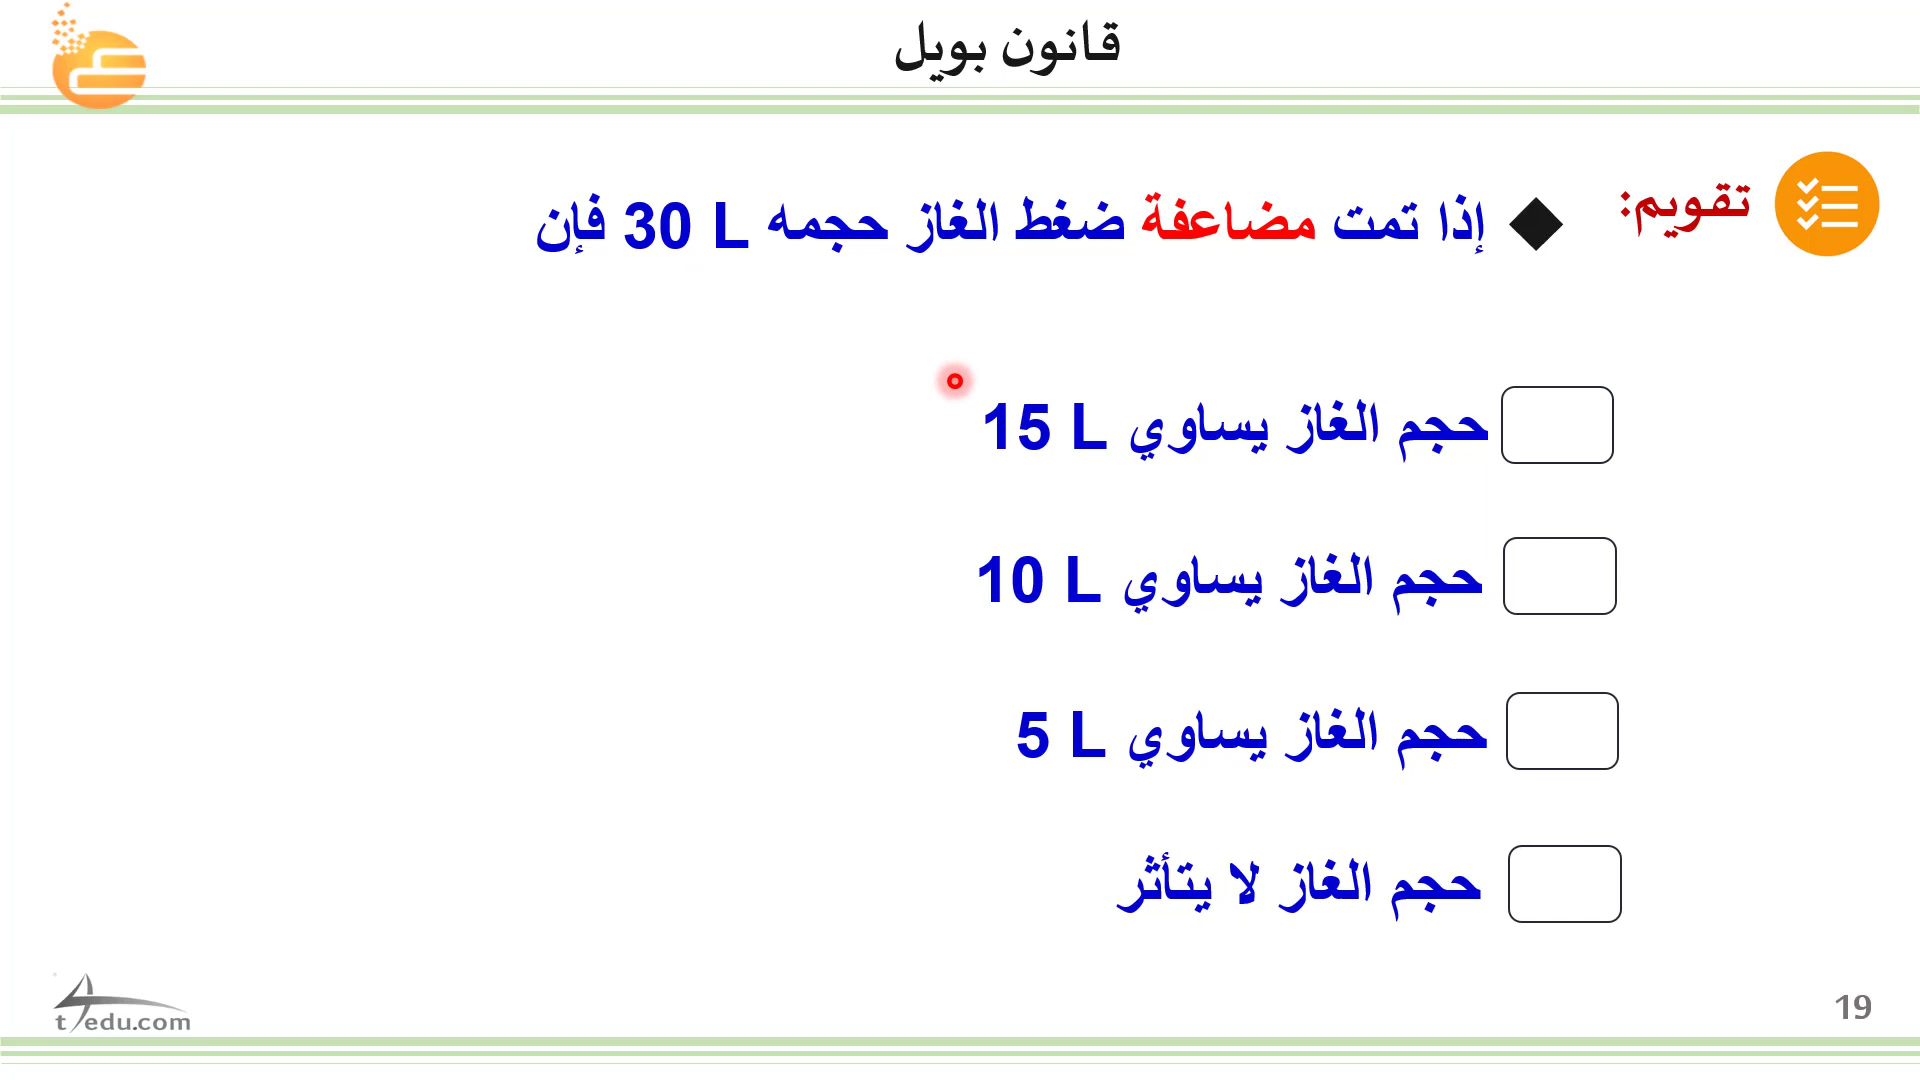 قانون بويل
تقويم:
إذا تمت مضاعفة ضغط الغاز حجمه 30 L فإن
حجم الغاز يساوي 15 L
حجم الغاز يساوي 10 L
حجم الغاز يساوي 5 L
حجم الغاز لا يتأثر
t4edu.com
19